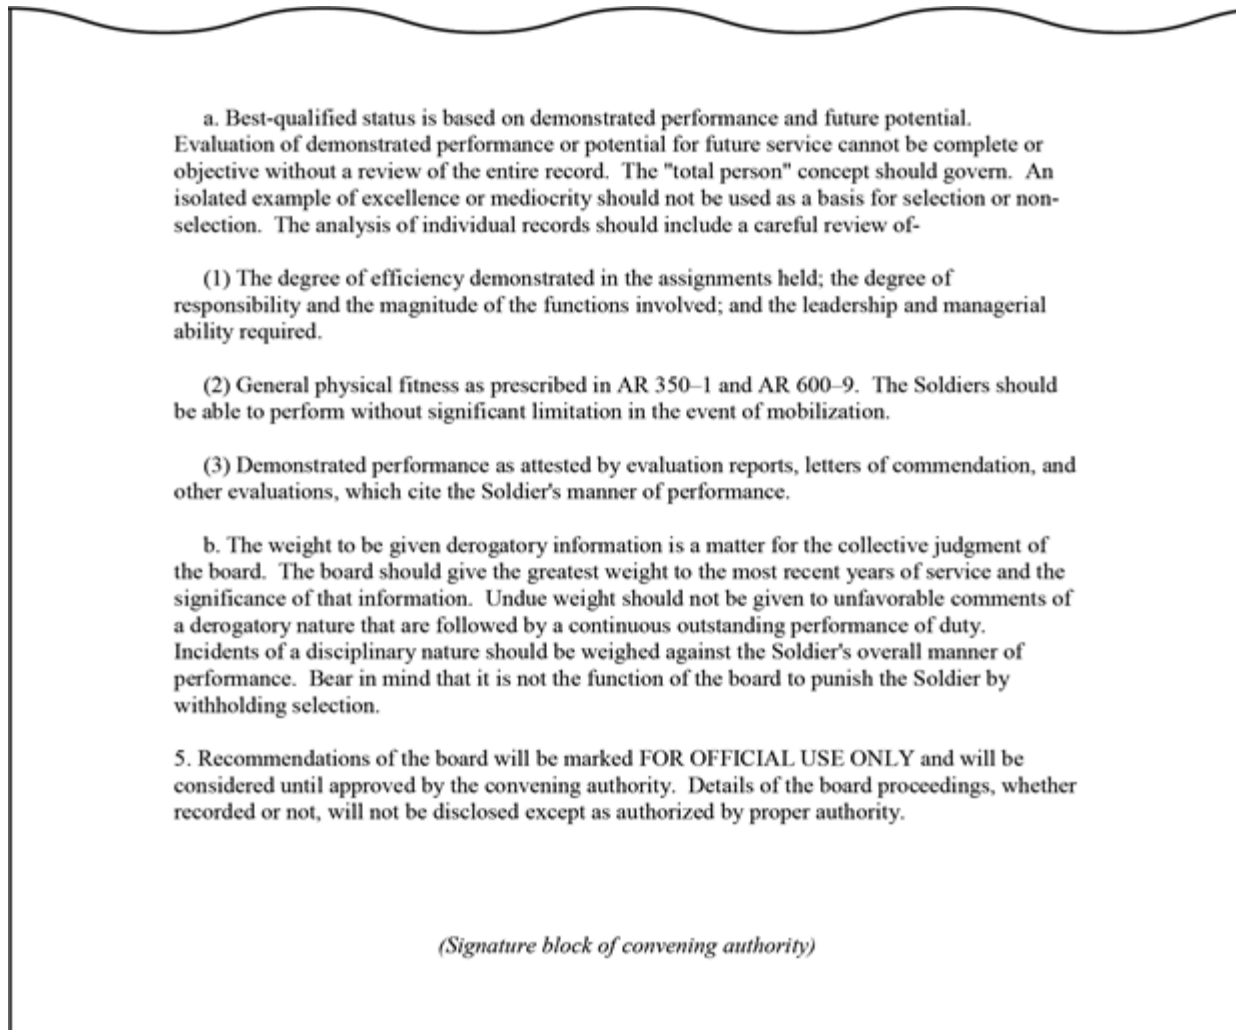 a. Best-qualified status is based on demonstrated performance and future potential.
Evaluation of demonstrated performance or potential for future service cannot be complete or
objective without a review of the entire record.  The "total person" concept should govern.  An
isolated example of excellence or mediocrity should not be used as a basis for selection or non-
selection.  The analysis of individual records should include a careful review of-
(1) The degree of efficiency demonstrated in the assignments held; the degree of
responsibility and the magnitude of the functions involved; and the leadership and managerial
ability required.
(2) General physical fitness as prescribed in AR 350–1 and AR 600–9.  The Soldiers should
be able to perform without significant limitation in the event of mobilization.
(3) Demonstrated performance as attested by evaluation reports, letters of commendation, and
other evaluations, which cite the Soldier's manner of performance.
b. The weight to be given derogatory information is a matter for the collective judgment of
the board.  The board should give the greatest weight to the most recent years of service and the
significance of that information.  Undue weight should not be given to unfavorable comments of
a derogatory nature that are followed by a continuous outstanding performance of duty.
Incidents of a disciplinary nature should be weighed against the Soldier's overall manner of
performance.  Bear in mind that it is not the function of the board to punish the Soldier by
withholding selection.
5. Recommendations of the board will be marked FOR OFFICIAL USE ONLY and will be
considered until approved by the convening authority.  Details of the board proceedings, whether
recorded or not, will not be disclosed except as authorized by proper authority.
(Signature block of convening authority)